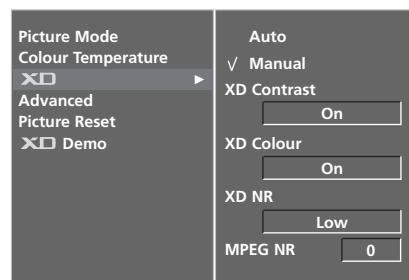 Picture Mode
Colour Temperature
XD
Advanced
Picture Reset
XD Demo
Auto
√ Manual
XD Contrast
On
XD Colour
On
XD NR
Low
MPEG NR 0